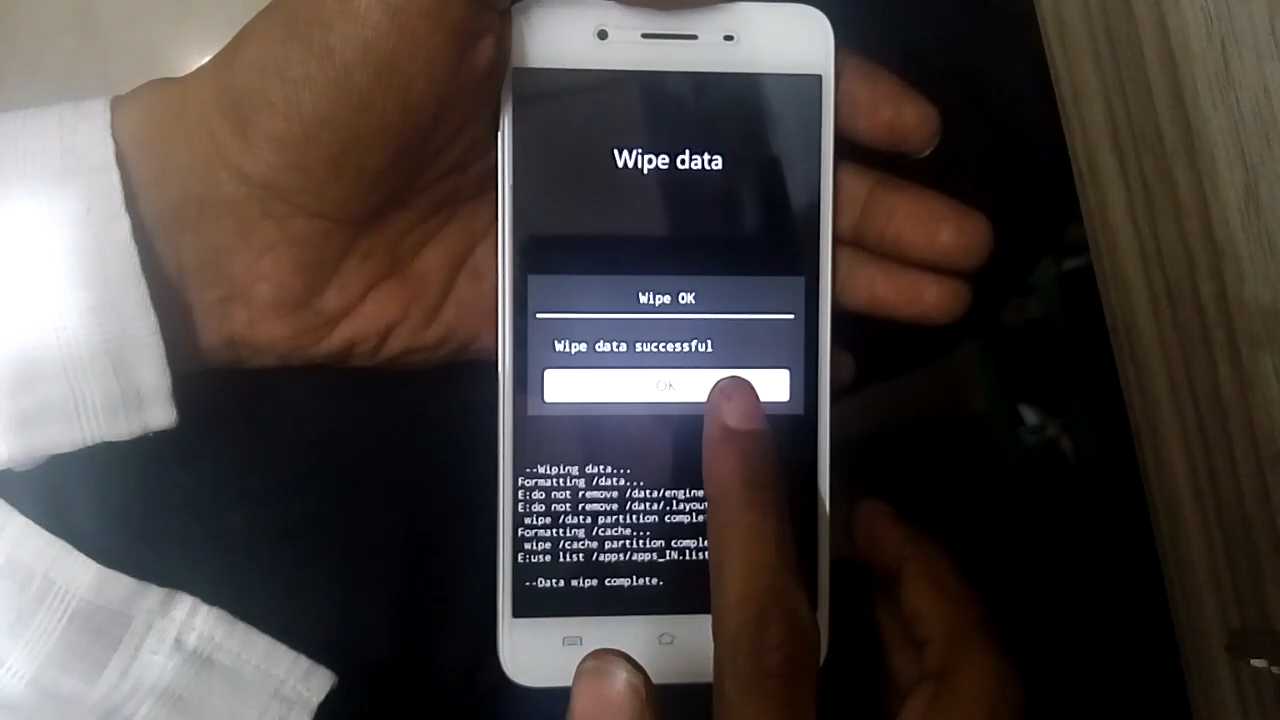 Wipe data
Wipe OK
Wipe data successful
OK
--Wiping data...
Formatting /data...
E:do not remove /data/engine
E:do not remove /data/.layou
wipe /data partition comple
Formatting /cache...
wipe /cache partition comple
E:use list /apps/apps_IN.list
--Data wipe complete.